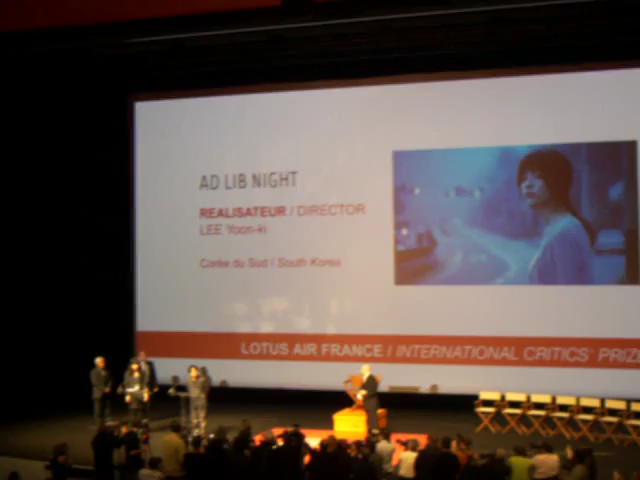 AD LIB NIGHT
REALISATEUR / DIRECTOR
LEE Yoon-ki
Corée du Sud / South Korea
LOTUS AIR FRANCE / INTERNATIONAL CRITICS' PRIZE